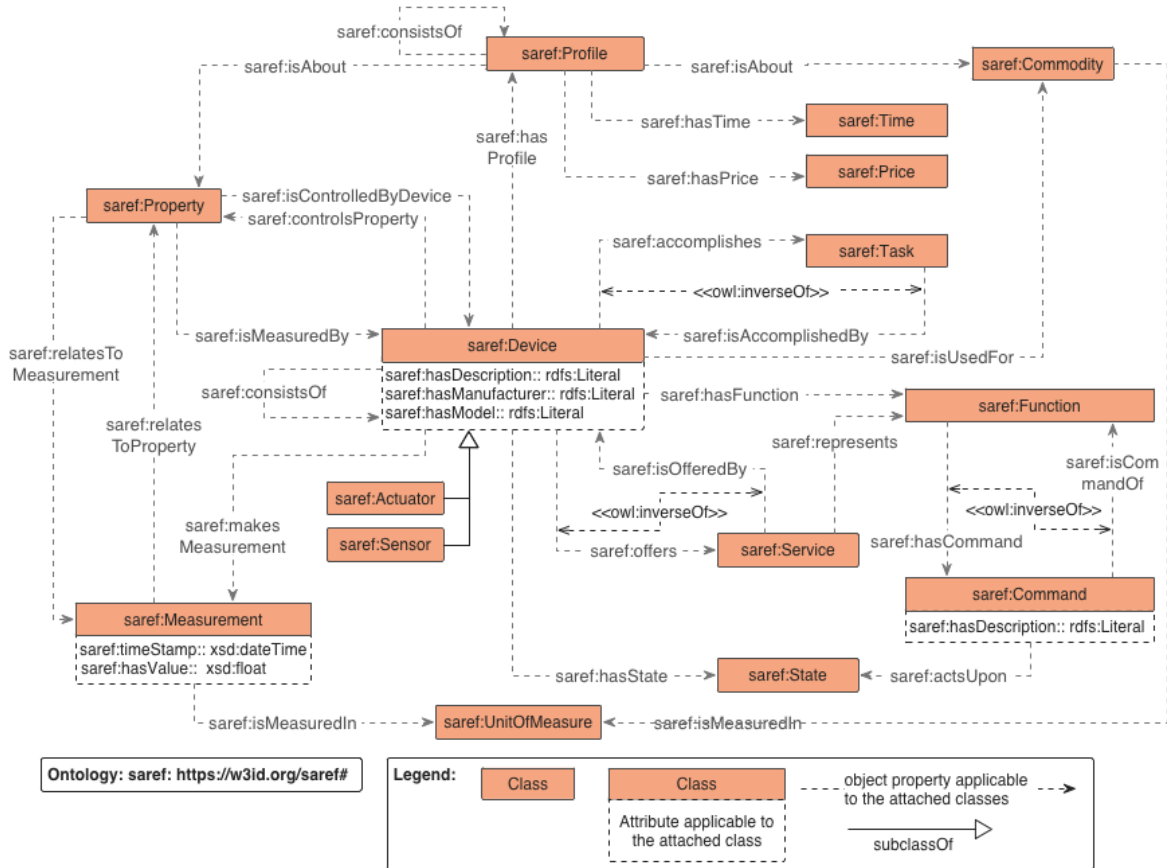 saref:consistsOf
saref:Profile
saref:isAbout
saref:isAbout
saref:Commodity
saref:has
Profile
saref:hasTime
saref:Time
saref:hasPrice
saref:Price
saref:Property
saref:isControlledByDevice
saref:controlsProperty
saref:accomplishes
saref:Task
<<owl:inverseOf>>
saref:isMeasuredBy
saref:isAccomplishedBy
saref:relatesTo
Measurement
saref:Device
saref:isUsedFor
saref:hasDescription:: rdfs:Literal
saref:hasManufacturer:: rdfs:Literal
saref:hasModel:: rdfs:Literal
saref:consistsOf
saref:hasFunction
saref:Function
saref:relates
ToProperty
saref:represents
saref:isOfferedBy
saref:isCom
mandOf
saref:Actuator
<<owl:inverseOf>>
<<owl:inverseOf>>
saref:makes
Measurement
saref:Sensor
saref:offers
saref:Service
saref:hasCommand
saref:Command
saref:hasDescription:: rdfs:Literal
saref:Measurement
saref:timeStamp:: xsd:dateTime
saref:hasValue:: xsd:float
saref:hasState
saref:State
saref:actsUpon
saref:isMeasuredIn
saref:UnitOfMeasure
saref:isMeasuredIn
Ontology: saref: https://w3id.org/saref#
Legend:
Class
Class
Attribute applicable to
the attached class
object property applicable
to the attached classes
subclassOf